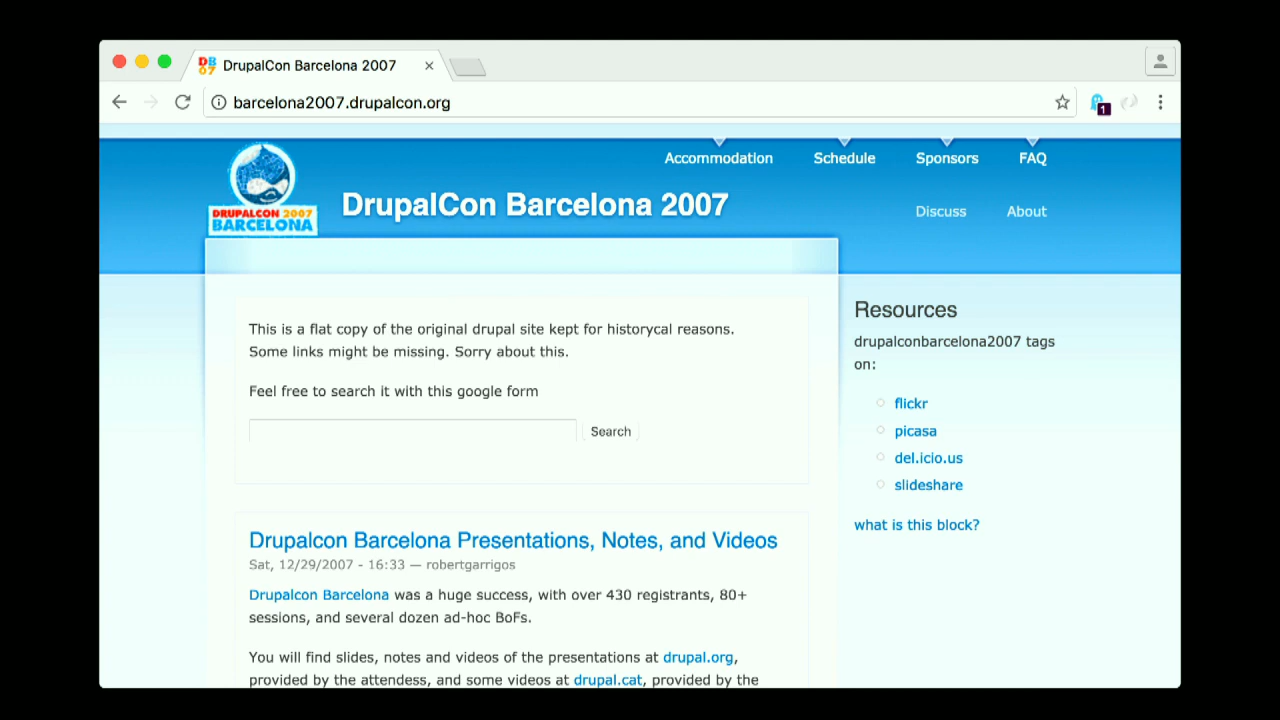 DrupalCon Barcelona 2007
barcelona2007.drupalcon.org
1
Accommodation Schedule Sponsors FAQ
DRUPALCON 2007
BARCELONA
DrupalCon Barcelona 2007
Discuss About
This is a flat copy of the original drupal site kept for historycal reasons.
Some links might be missing. Sorry about this.
Feel free to search it with this google form
Search
Drupalcon Barcelona Presentations, Notes, and Videos
Sat, 12/29/2007 - 16:33 — robertgarrigos
Drupalcon Barcelona was a huge success, with over 430 registrants, 80+
sessions, and several dozen ad-hoc BoFs.
You will find slides, notes and videos of the presentations at drupal.org,
provided by the attendess, and some videos at drupal.cat, provided by the
Resources
drupalconbarcelona2007 tags
on:
flickr
picasa
del.icio.us
slideshare
what is this block?